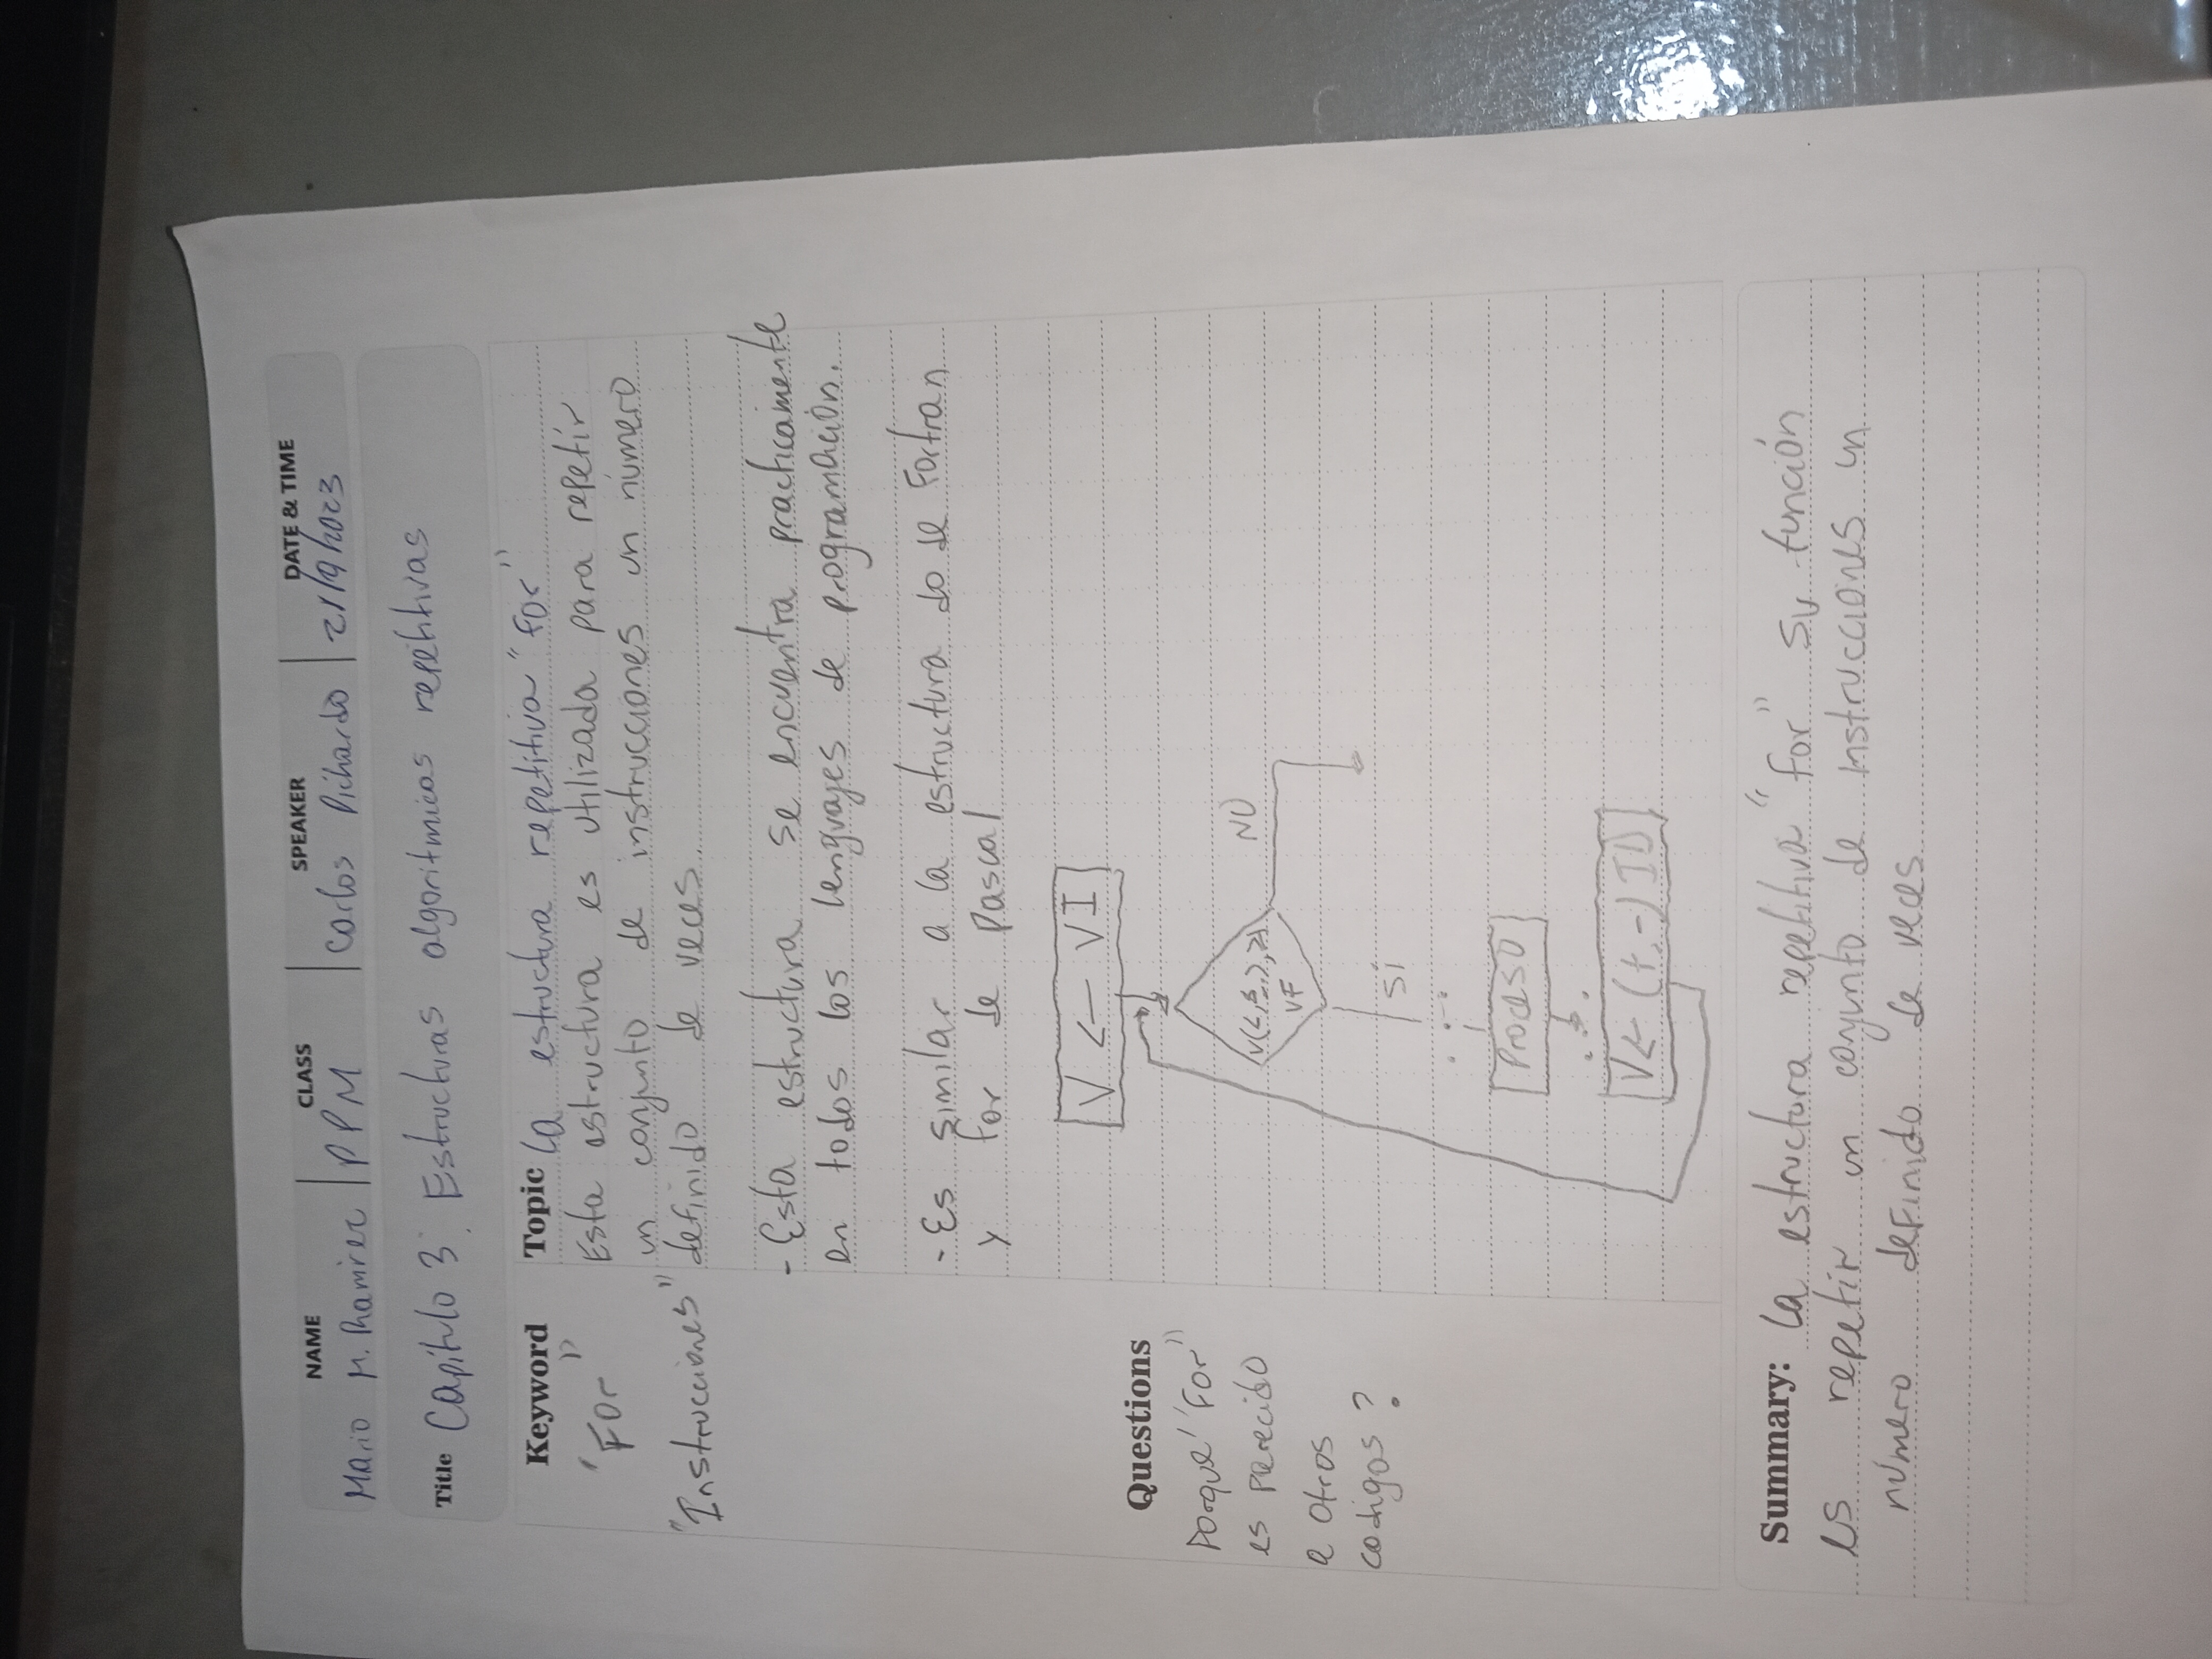 NAME CLASS SPEAKER DATE & TIME
Mario M. Ramirez PPM Carlos Pichardo 21/9/2023
Title Capítulo 3: Estructuras algoritmicas repetitivas
Keyword
"For"
"Instrucciones"
Topic La estructura repetitiva "for"
Esta estructura es utilizada para repetir
un conjunto de instrucciones un número
definido de veces.
- Esta estructura se encuentra practicamente
en todos los lenguajes de programación.
- Es similar a la estructura do de Fortran
y for de Pascal
V ← VI
V(<,≤,>,≥)
VF
NO
SI
Proceso
V← (+,-) ID
Questions
Porque "For"
es parecido
a otros
codigos?
Summary: La estructura repetitiva "for" su función
es repetir un conjunto de instrucciones un
número definido de veces